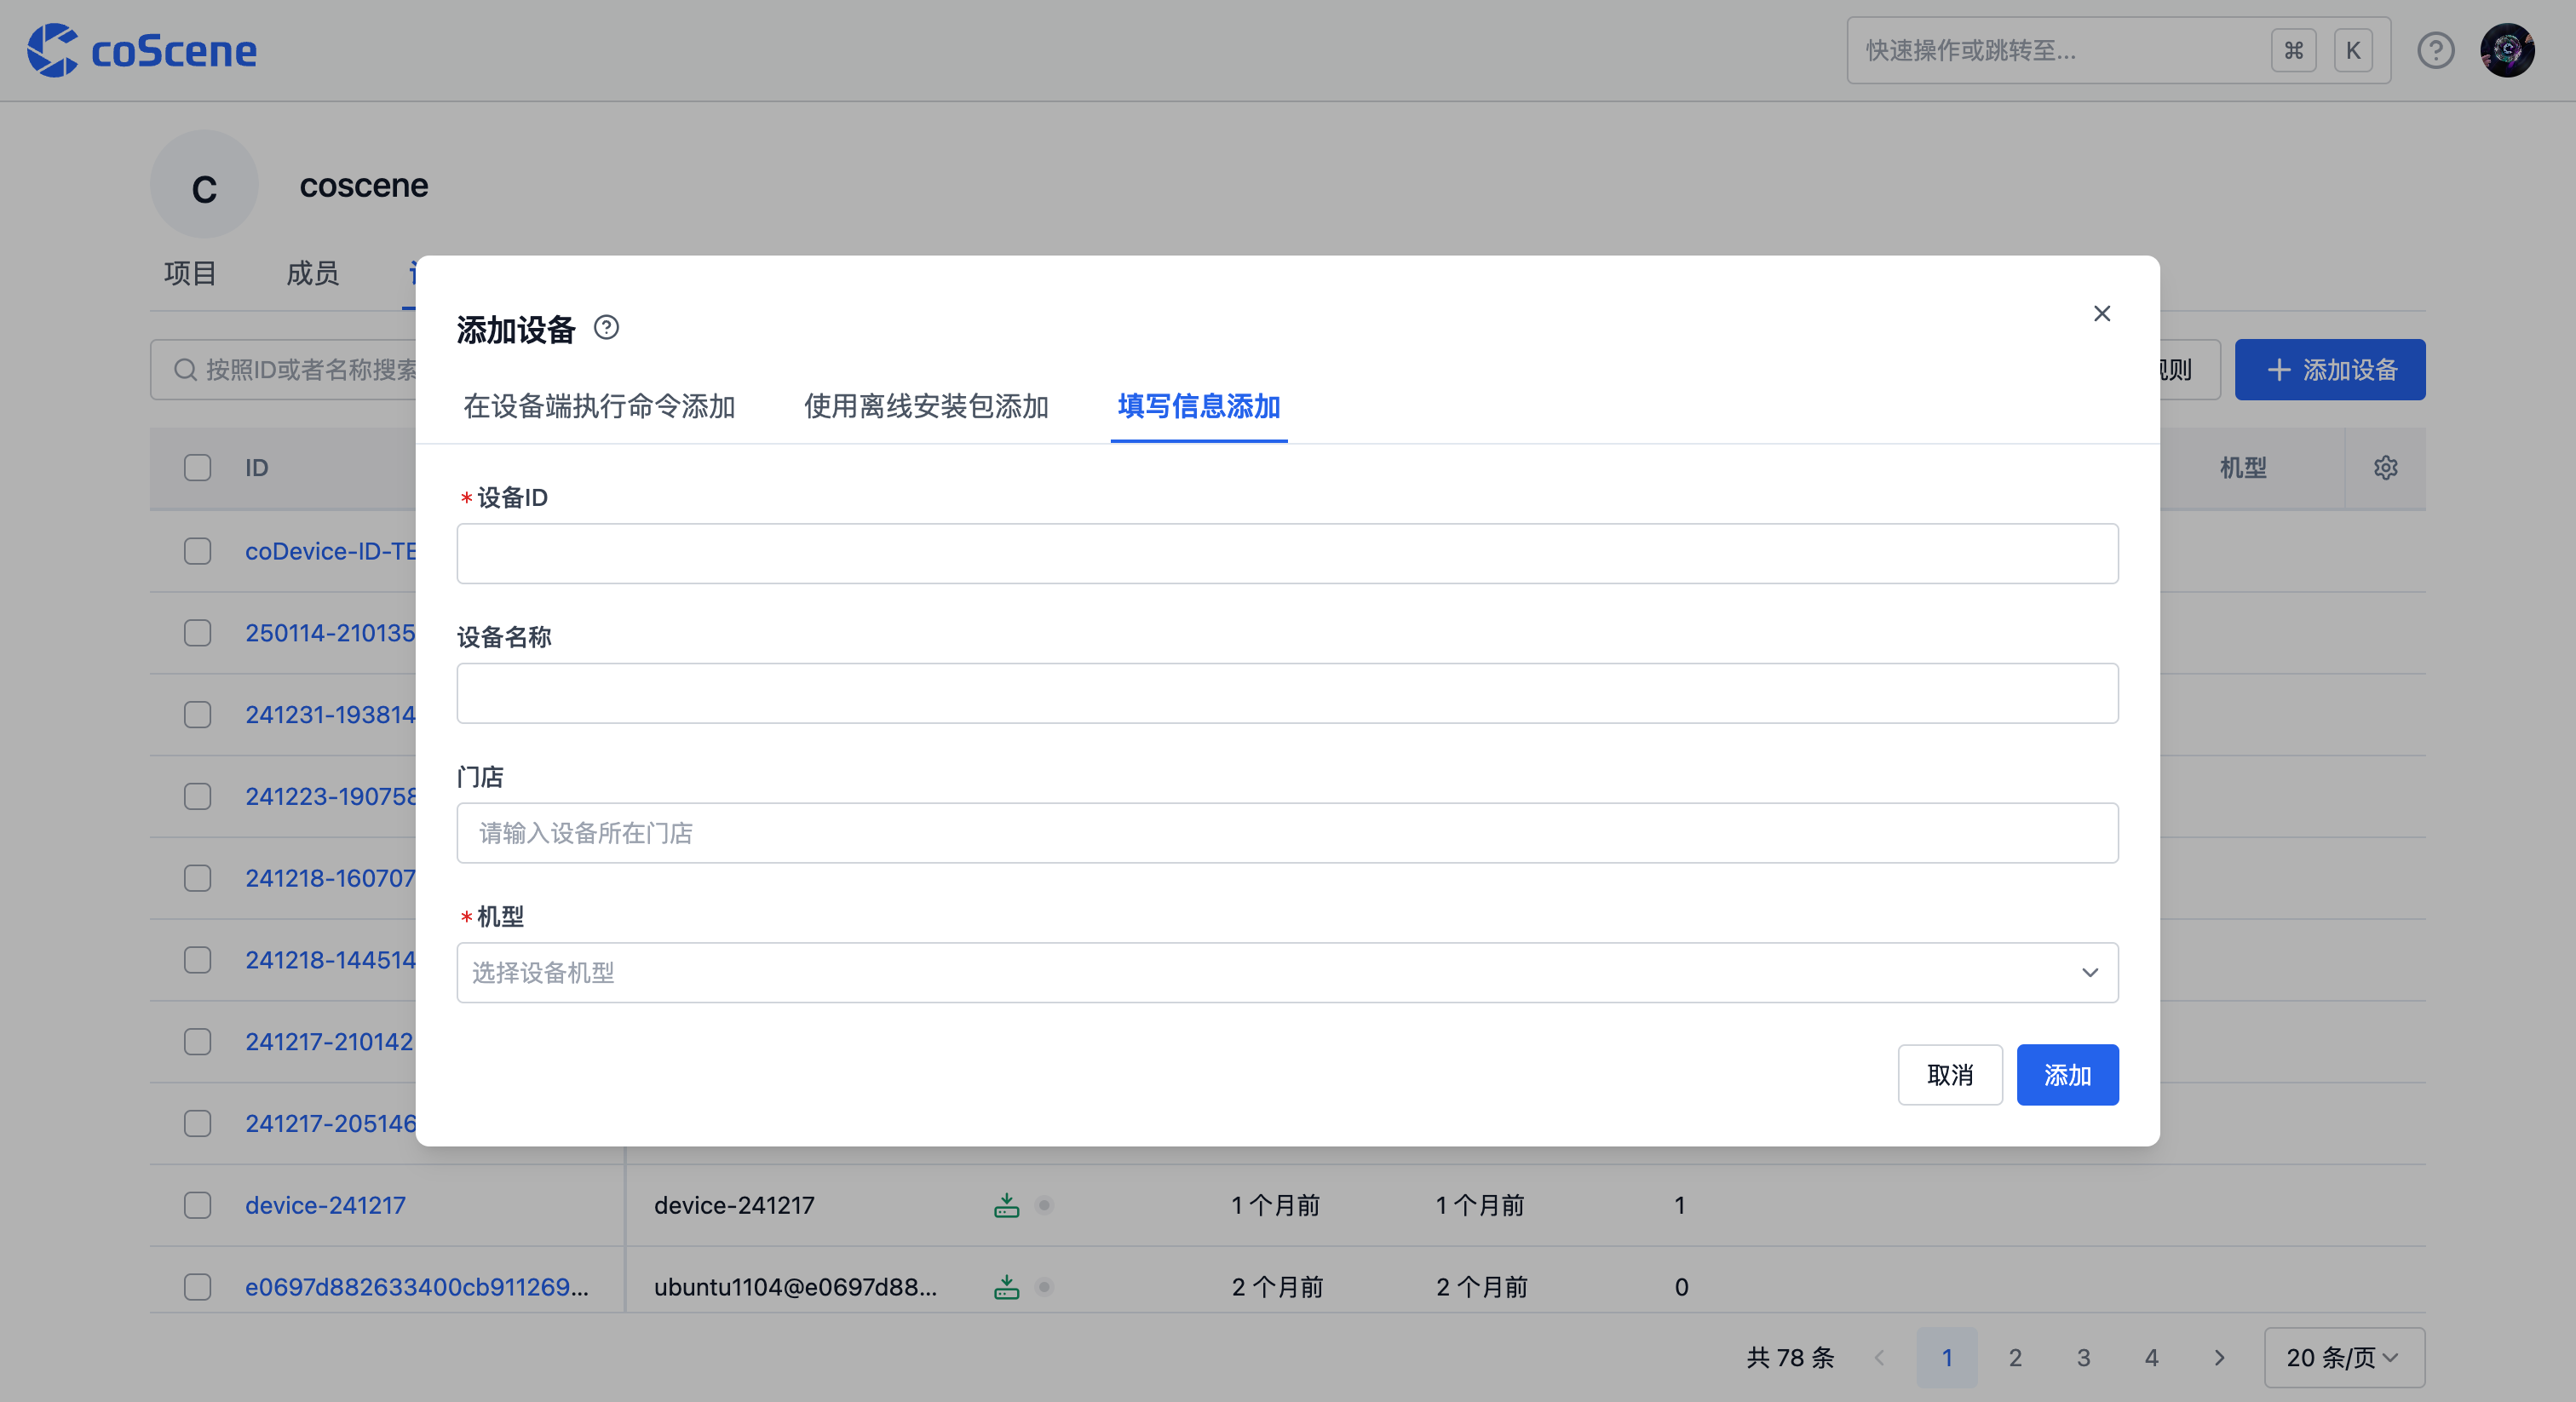 coScene
快速操作或跳转至...
⌘ K
C
coscene
项目 成员
添加设备
在设备端执行命令添加 使用离线安装包添加 填写信息添加
* 设备ID
设备名称
门店
请输入设备所在门店
* 机型
选择设备机型
取消 添加
按照ID或者名称搜索
添加设备
ID 机型
coDevice-ID-TE
250114-210135
241231-193814
241223-190758
241218-160707
241218-144514
241217-210142
241217-205146
device-241217 device-241217 1 个月前 1 个月前 1
e0697d882633400cb911269... ubuntu1104@e0697d88... 2 个月前 2 个月前 0
共 78 条 1 2 3 4 20 条/页